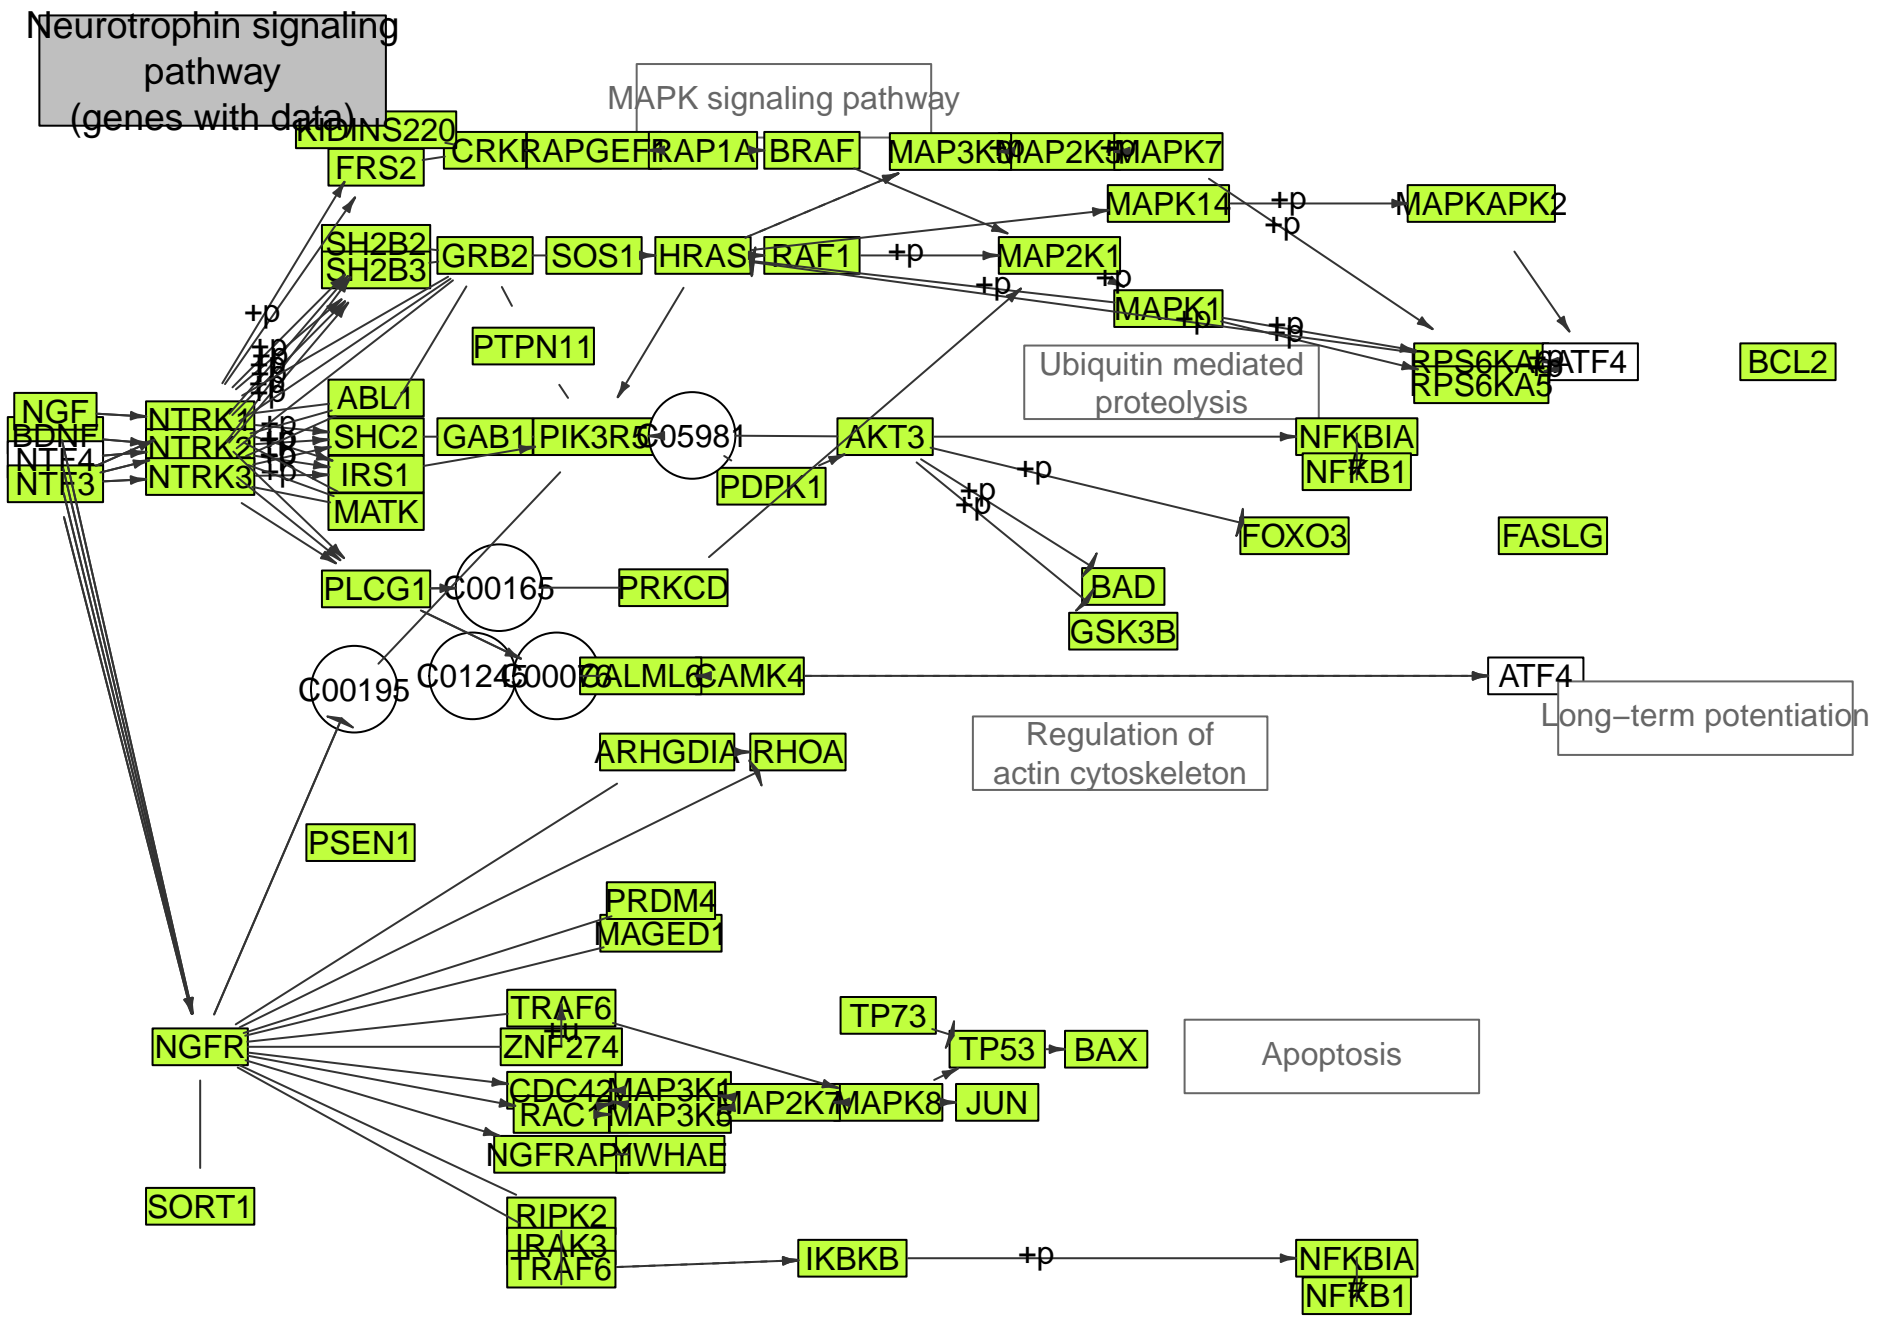 Neurotrophin signaling
pathway
(genes with data)
MAPK signaling pathway
KIDINS220
FRS2
RAPGEF1
RAP1A
BRAF
MAP2K5
MAPK7
+p
MAPK14
+p
MAPKAPK2
+p
SH2B2
SH2B3
GRB2
SOS1
HRAS
RAF1
+p
MAP2K1
+p
+p
MAPK1
+p
+p
+p
+p
PTPN11
Ubiquitin mediated
proteolysis
RPS6KA6
RPS6KA5
ATF4
BCL2
+p
+p
+p
+p
+p
NGF
BDNF
NTF4
NTF3
NTRK1
NTRK2
NTRK3
+p
+p
+p
+p
ABL1
SHC2
IRS1
MATK
GAB1
PIK3R5
C05981
PDPK1
AKT3
+p
+p
+p
NFKBIA
NFKB1
FOXO3
FASLG
PLCG1
C00165
PRKCD
BAD
GSK3B
C00195
C01245
C00076
CALML6
CAMK4
ATF4
Long−term potentiation
ARHGDIA
RHOA
Regulation of
actin cytoskeleton
PSEN1
PRDM4
MAGED1
NGFR
TRAF6
+u
ZNF274
TP73
TP53
BAX
Apoptosis
CDC42
RAC1
MAP3K1
MAP3K5
MAP2K7
MAPK8
JUN
NGFRAP1
YWHAE
SORT1
RIPK2
IRAK3
TRAF6
IKBKB
+p
NFKBIA
NFKB1